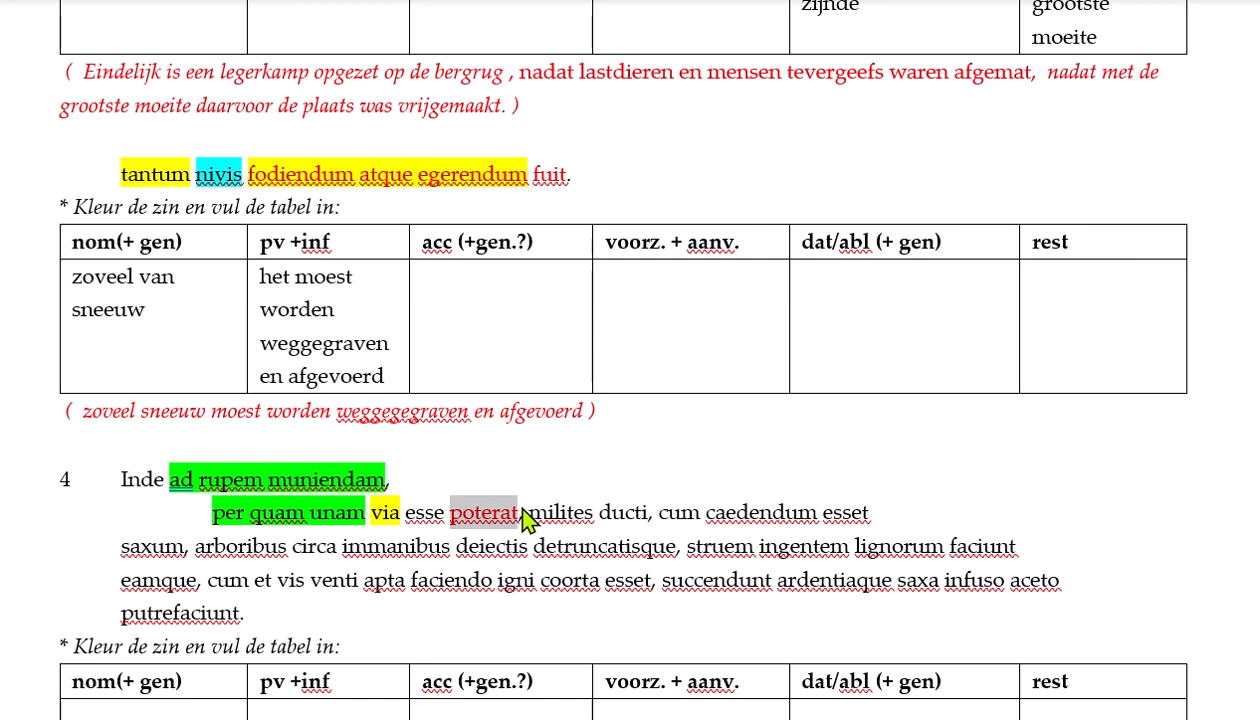 zijnde grootste
moeite
( Eindelijk is een legerkamp opgezet op de bergrug , nadat lastdieren en mensen tevergeefs waren afgemat, nadat met de
grootste moeite daarvoor de plaats was vrijgemaakt. )
tantum nivis fodiendum atque egerendum fuit.
* Kleur de zin en vul de tabel in:
nom(+ gen) pv +inf acc (+gen.?) voorz. + aanv. dat/abl (+ gen) rest
zoveel van het moest
sneeuw worden
weggegraven
en afgevoerd
( zoveel sneeuw moest worden weggegegraven en afgevoerd )
4 Inde ad rupem muniendam,
per quam unam via esse poterat, milites ducti, cum caedendum esset
saxum, arboribus circa immanibus deiectis detruncatisque, struem ingentem lignorum faciunt
eamque, cum et vis venti apta faciendo igni coorta esset, succendunt ardentiaque saxa infuso aceto
putrefaciunt.
* Kleur de zin en vul de tabel in:
nom(+ gen) pv +inf acc (+gen.?) voorz. + aanv. dat/abl (+ gen) rest